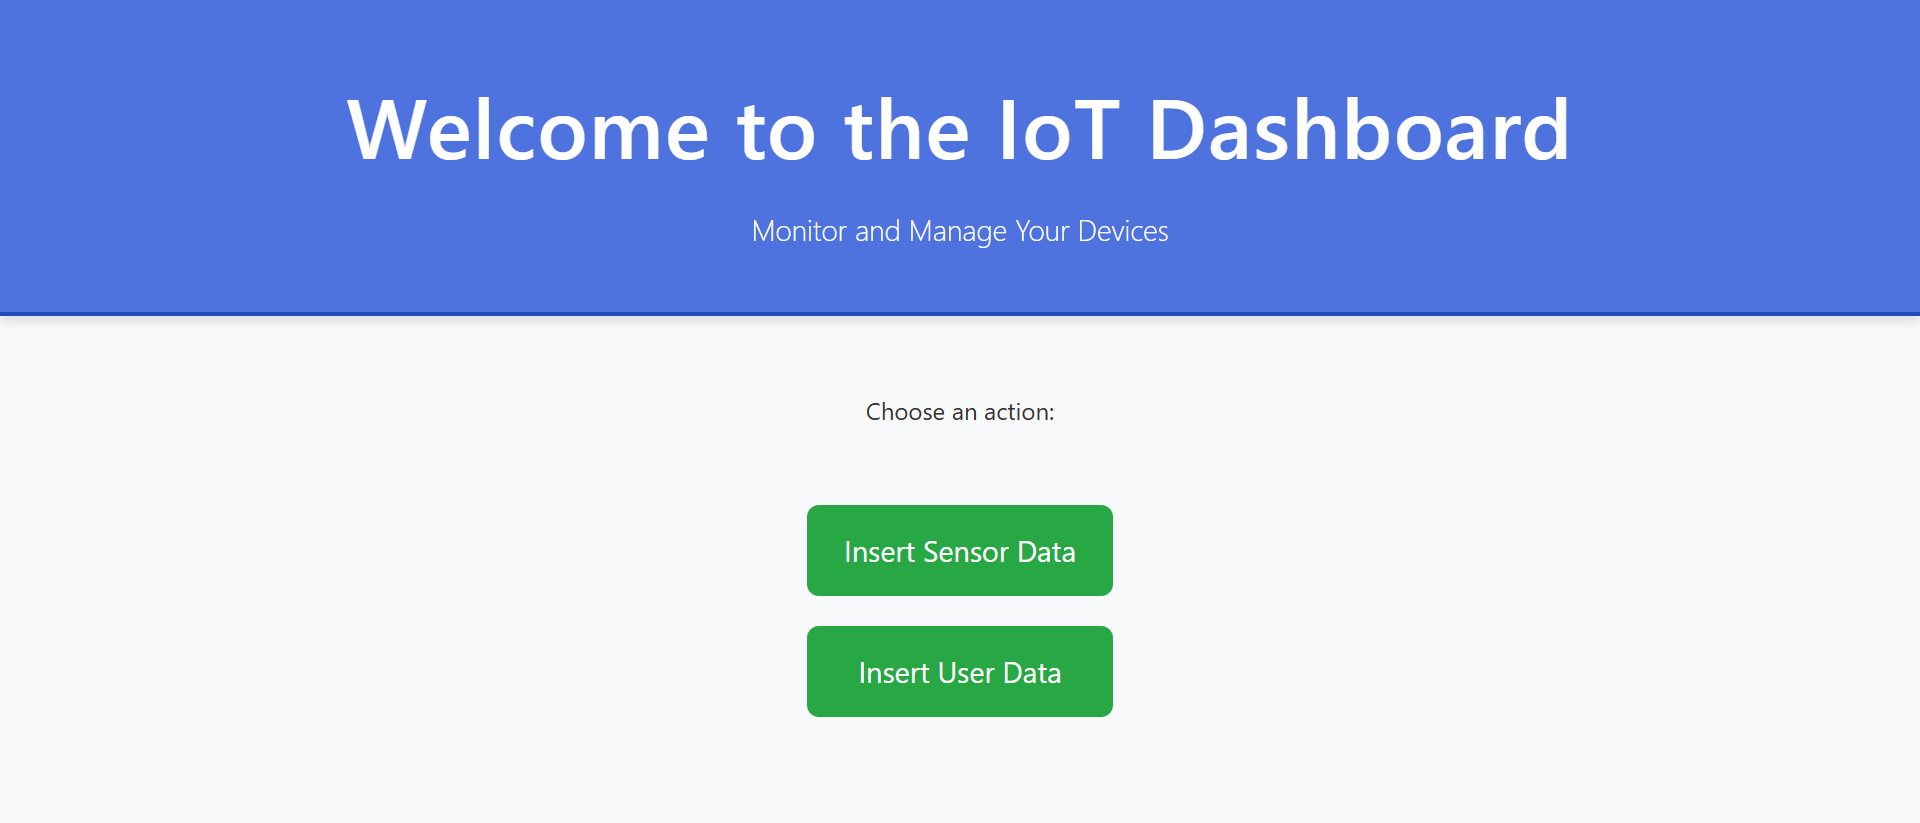 Welcome to the IoT Dashboard
Monitor and Manage Your Devices
Choose an action:
Insert Sensor Data
Insert User Data